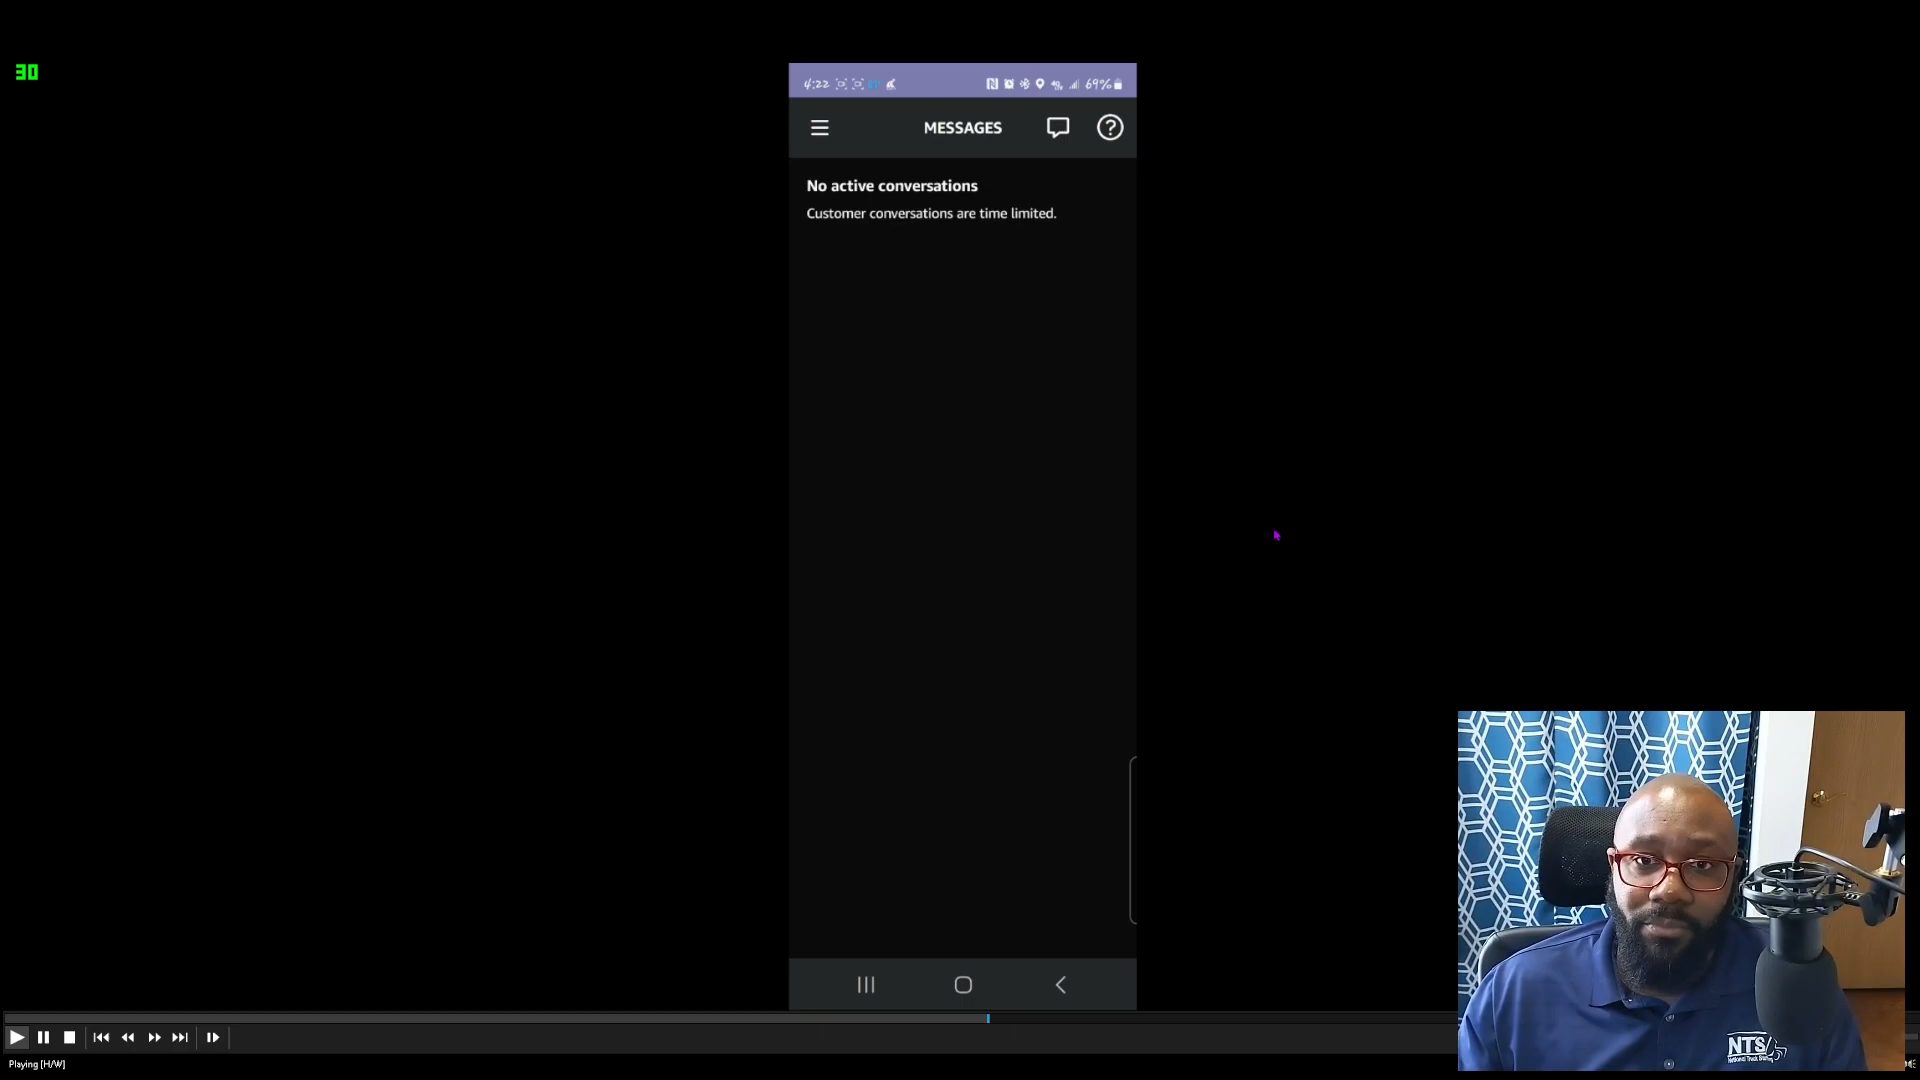 30
4:22
69%
MESSAGES
No active conversations
Customer conversations are time limited.
NTS
Playing [H/W]